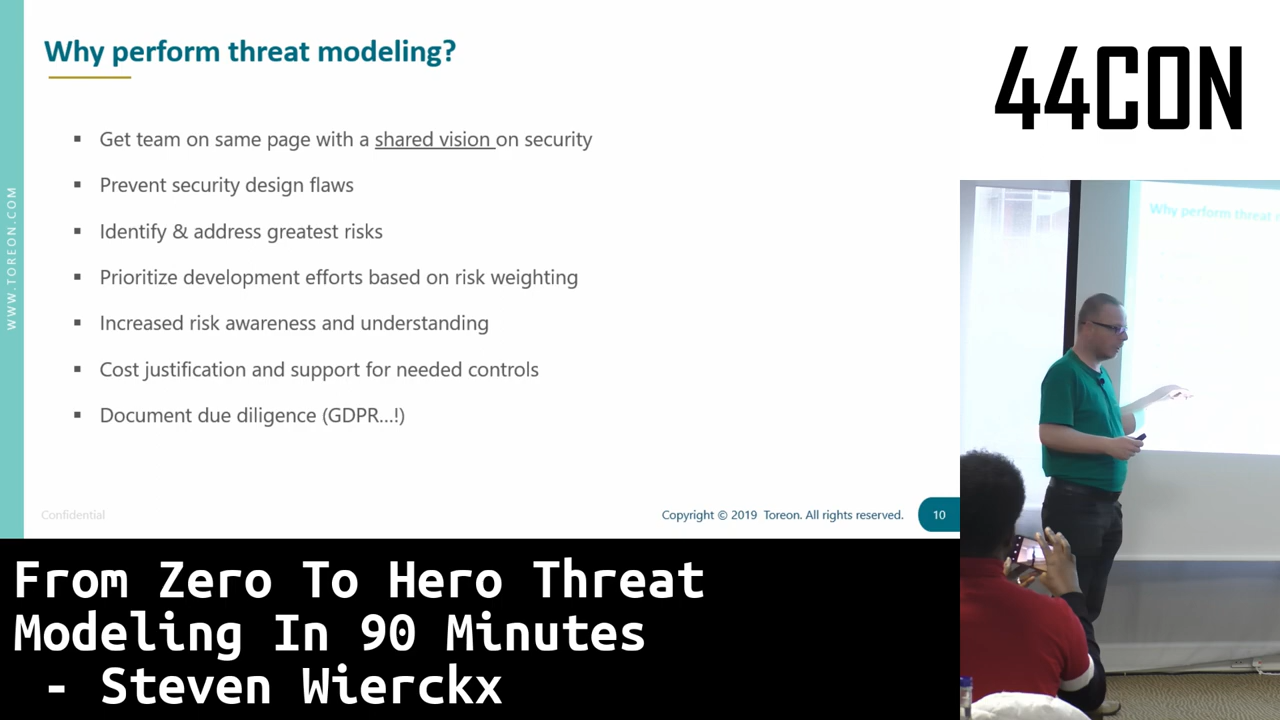 Why perform threat modeling?
44CON
▪ Get team on same page with a shared vision on security
▪ Prevent security design flaws
▪ Identify & address greatest risks
▪ Prioritize development efforts based on risk weighting
▪ Increased risk awareness and understanding
▪ Cost justification and support for needed controls
▪ Document due diligence (GDPR...!)
WWW.TOREON.COM
Why perform threat
Confidential
Copyright © 2019 Toreon. All rights reserved.
10
From Zero To Hero Threat
Modeling In 90 Minutes
- Steven Wierckx